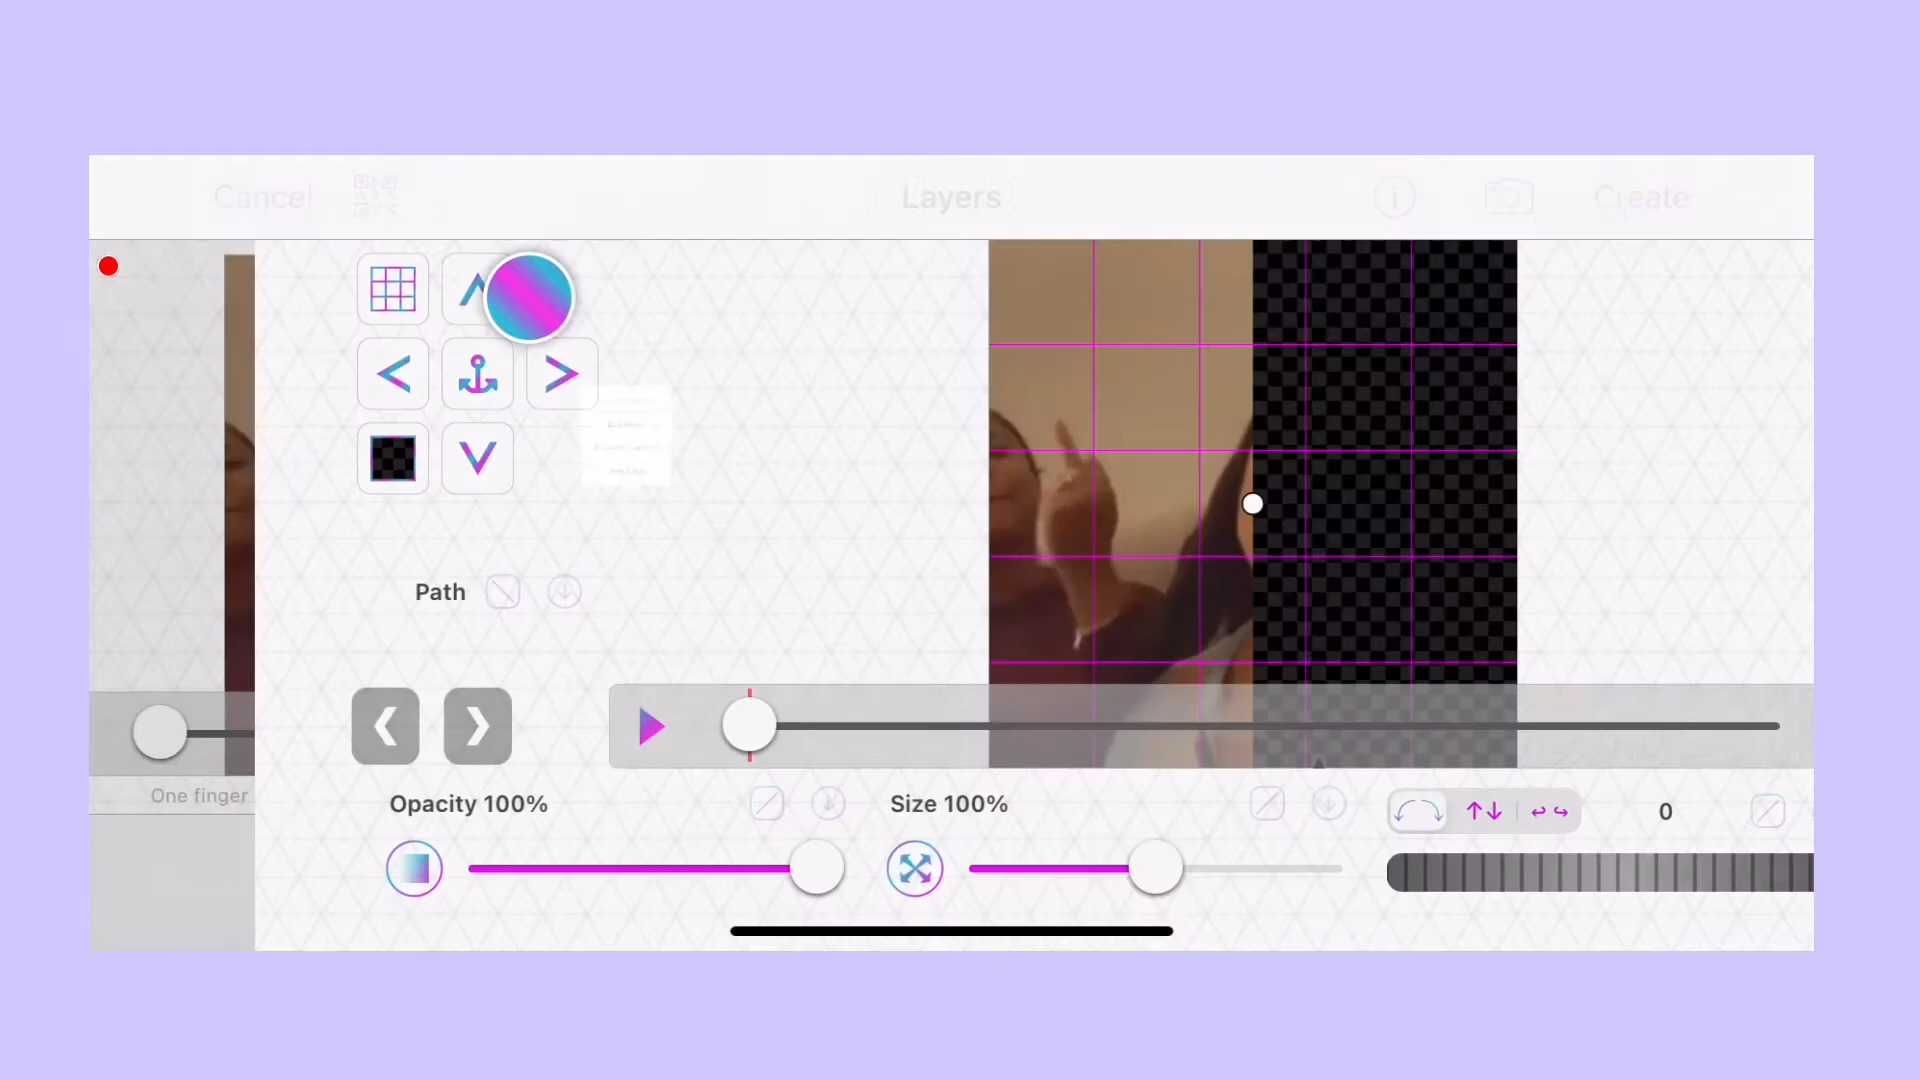 Cancel
Layers
Create
Path
One finger
Opacity 100%
Size 100%
0